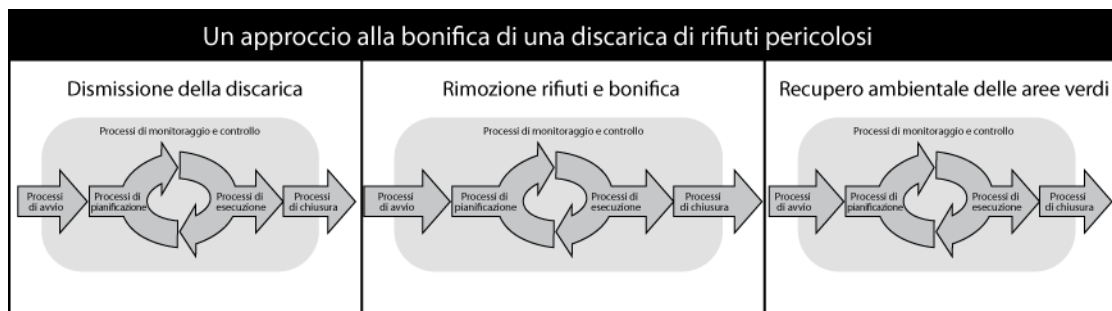 Un approccio alla bonifica di una discarica di rifiuti pericolosi
Dismissione della discarica
Processi di monitoraggio e controllo
Processi
di avvio
Processi di
pianificazione
Processi di
esecuzione
Processi
di chiusura
Rimozione rifiuti e bonifica
Processi di monitoraggio e controllo
Processi
di avvio
Processi di
pianificazione
Processi di
esecuzione
Processi
di chiusura
Recupero ambientale delle aree verdi
Processi di monitoraggio e controllo
Processi
di avvio
Processi di
pianificazione
Processi di
esecuzione
Processi
di chiusura